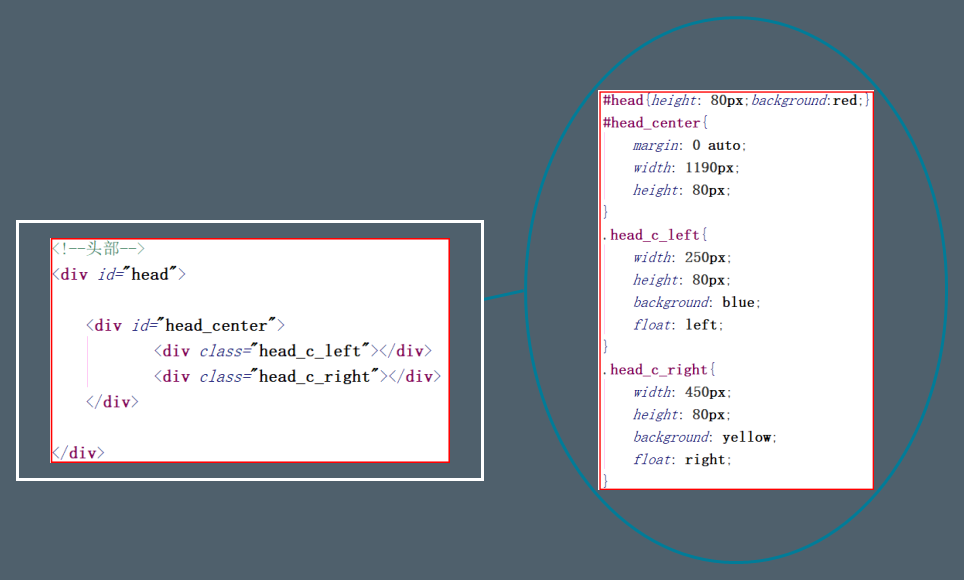 <!--头部-->
<div id="head">
<div id="head_center">
<div class="head_c_left"></div>
<div class="head_c_right"></div>
</div>
</div>
#head{height: 80px;background:red;}
#head_center{
margin: 0 auto;
width: 1190px;
height: 80px;
}
.head_c_left{
width: 250px;
height: 80px;
background: blue;
float: left;
}
.head_c_right{
width: 450px;
height: 80px;
background: yellow;
float: right;
}